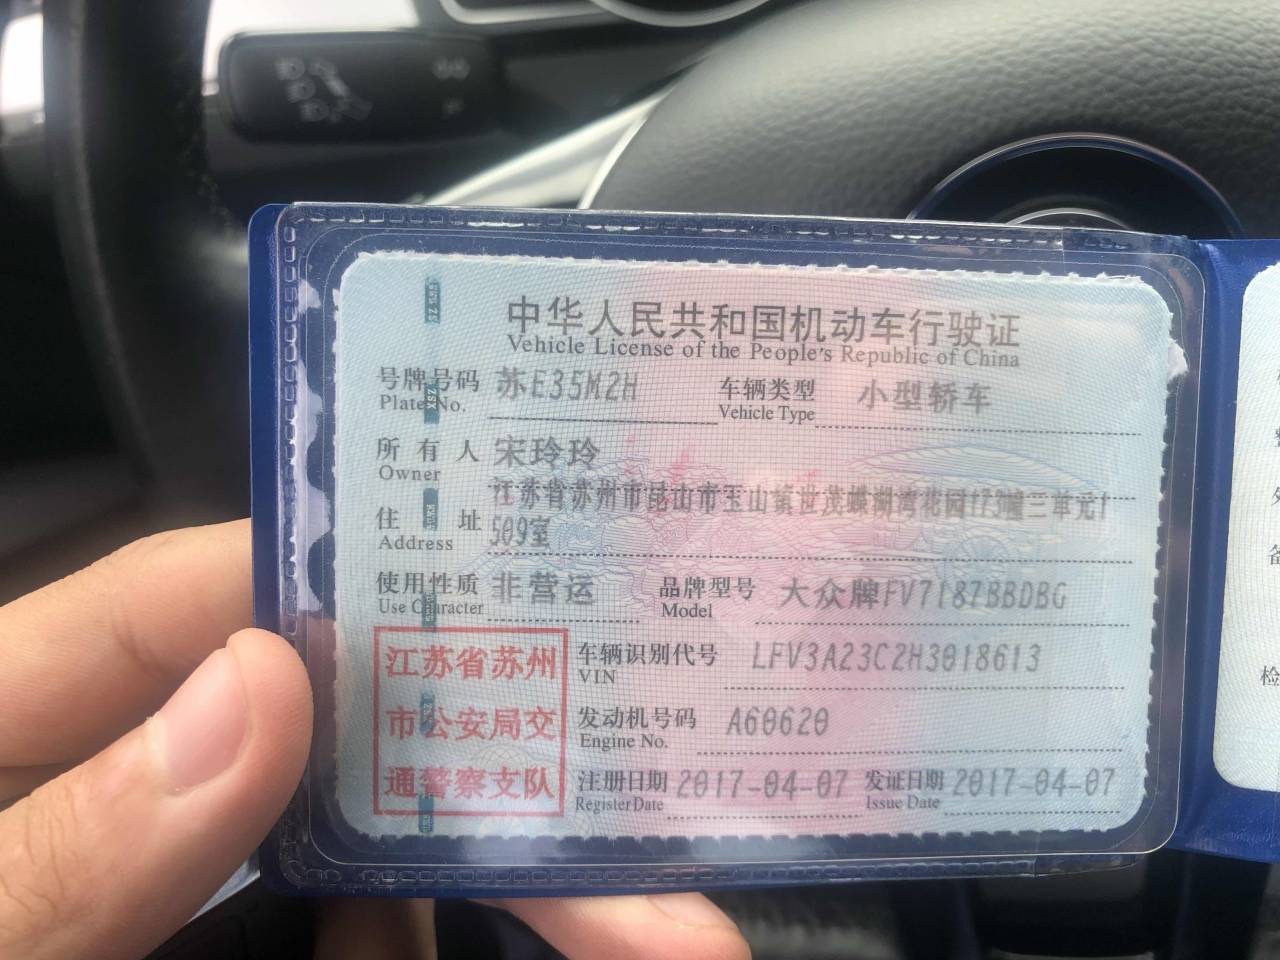 中华人民共和国机动车行驶证
Vehicle License of the People's Republic of China
号牌号码 苏E35M2H 车辆类型 小型轿车
Plate No. Vehicle Type
所有人 宋玲玲
Owner
江苏省苏州市昆山市玉山镇世茂蝶湖湾花园173幢三单元1
住址 509室
Address
使用性质 非营运 品牌型号 大众牌FV7187BBDBG
Use Character Model
江苏省苏州 车辆识别代号 LFV3A23C2H3018613
VIN
市公安局交 发动机号码 A60620
Engine No.
通警察支队 注册日期 2017-04-07 发证日期 2017-04-07
Register Date Issue Date
检